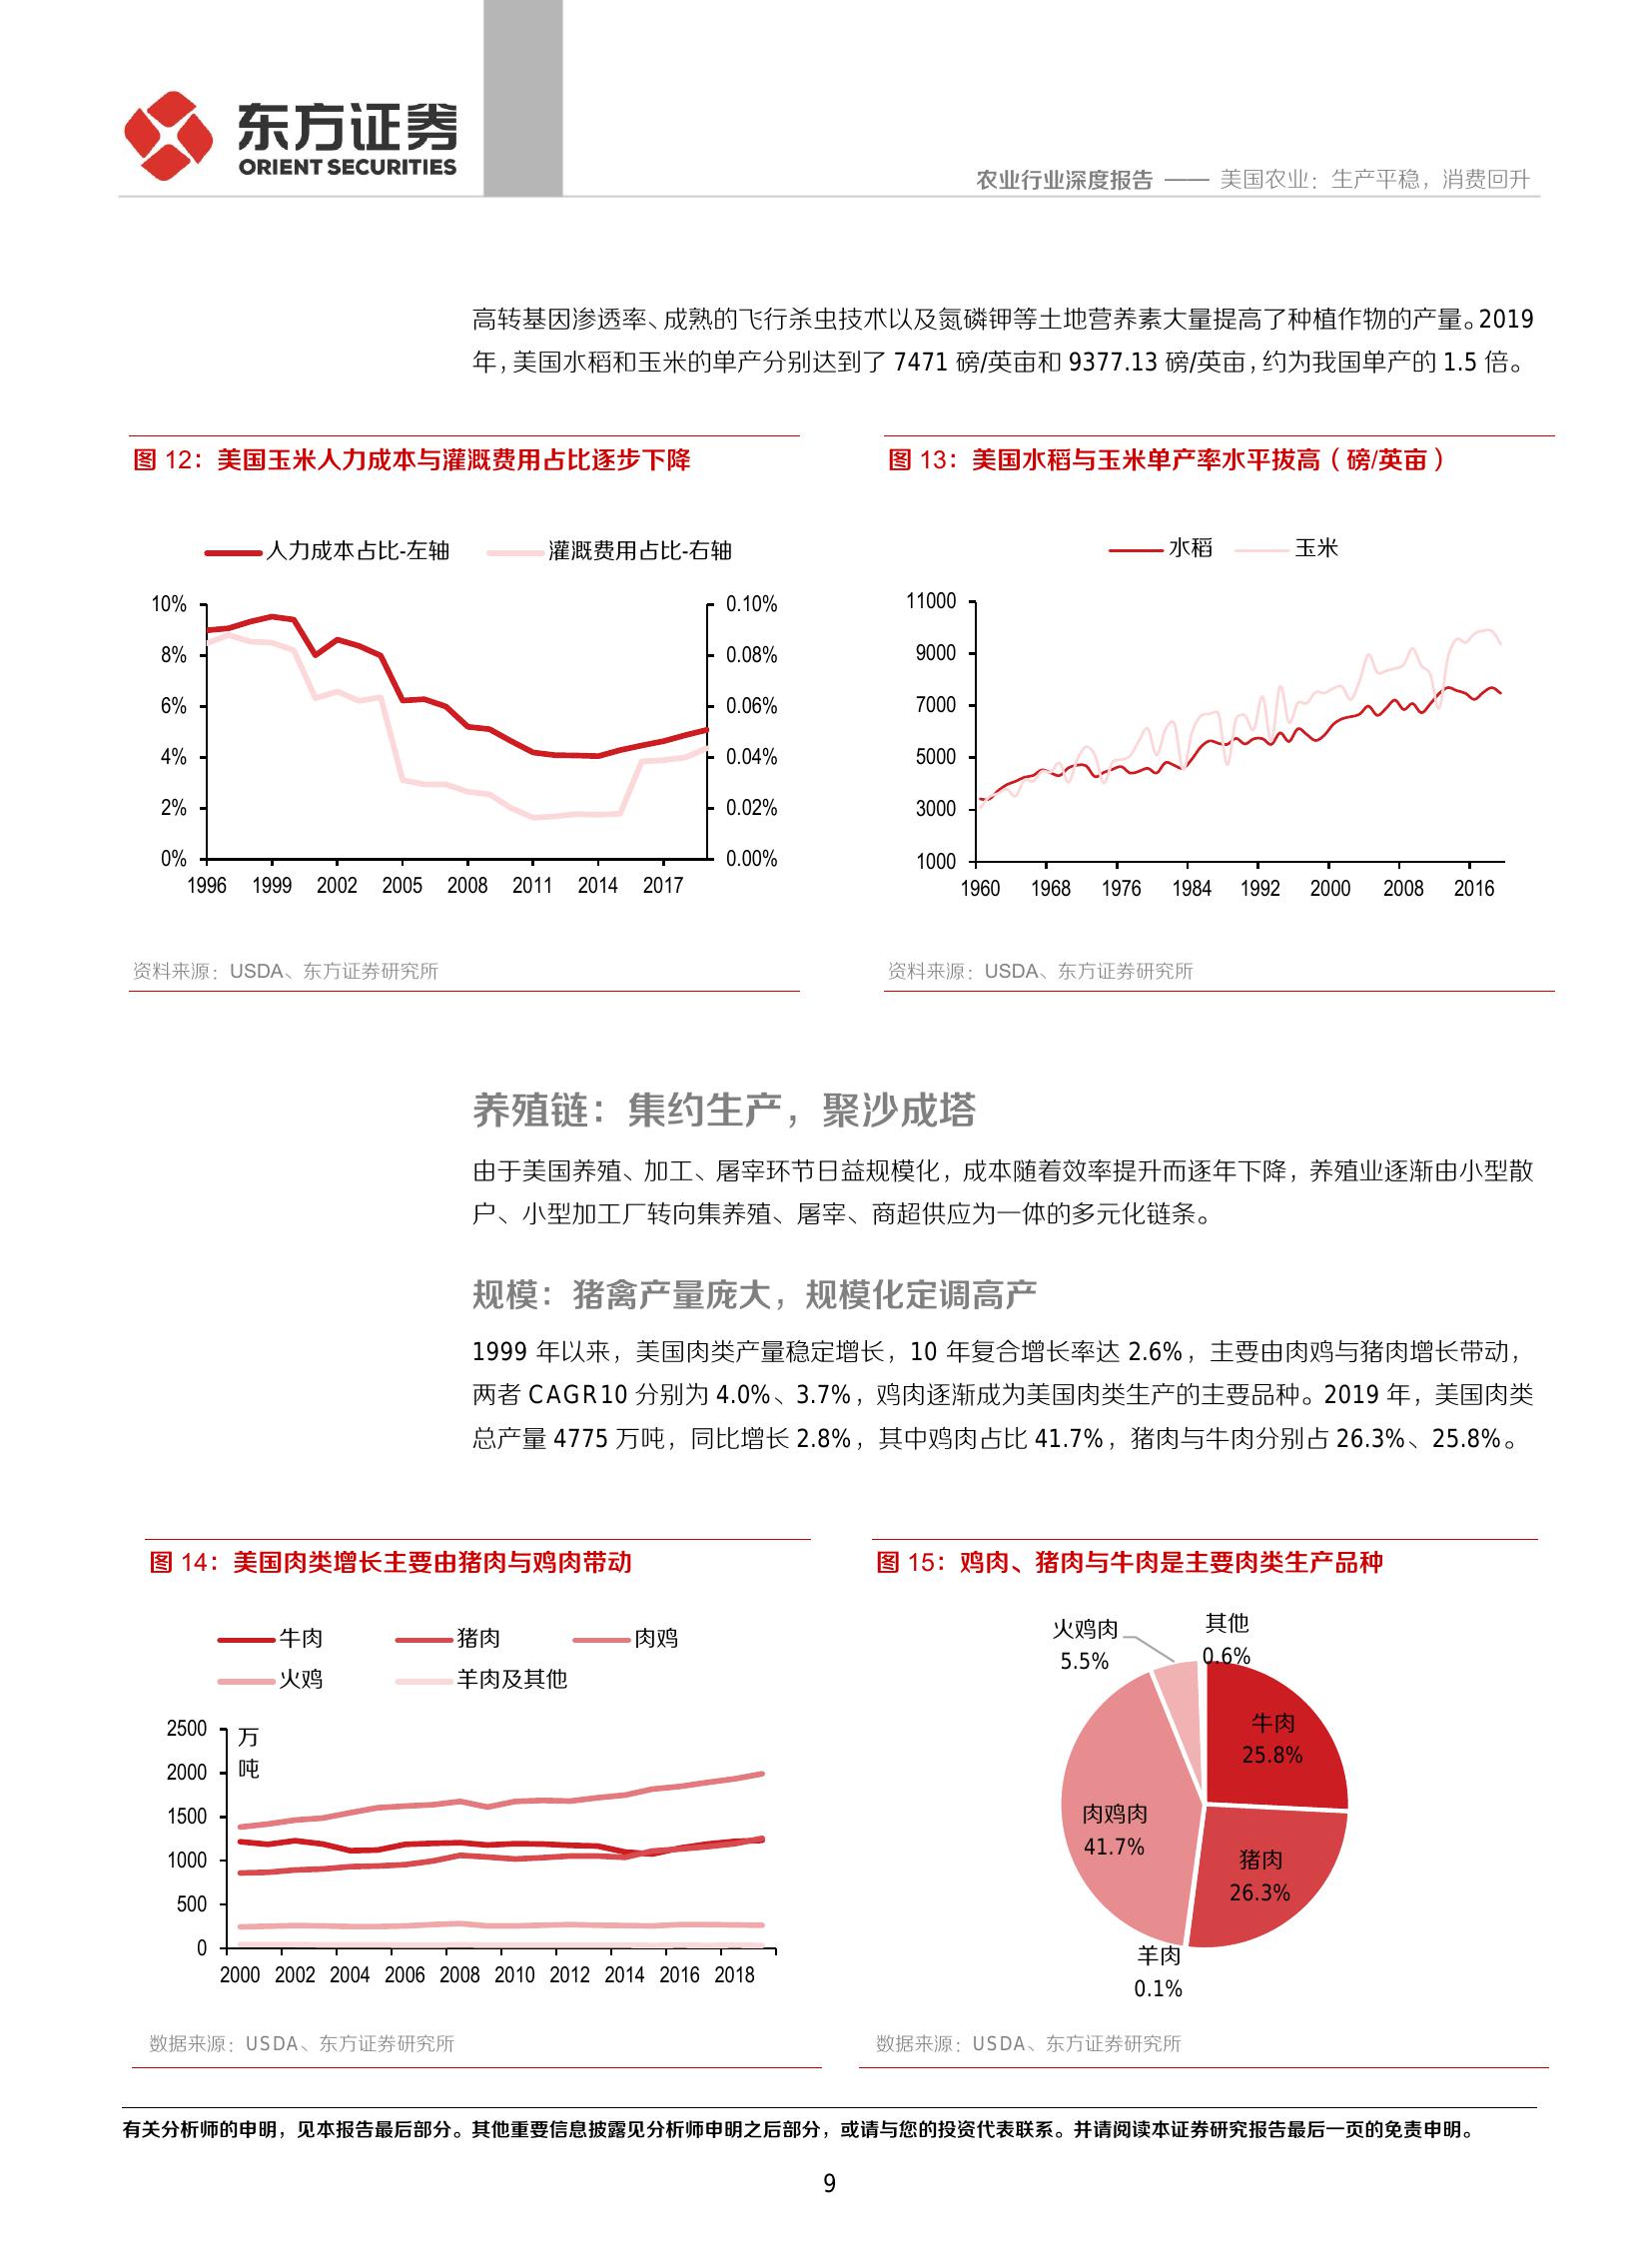 东方证券
ORIENT SECURITIES
农业行业深度报告 —— 美国农业：生产平稳，消费回升
高转基因渗透率、成熟的飞行杀虫技术以及氮磷钾等土地营养素大量提高了种植作物的产量。2019
年，美国水稻和玉米的单产分别达到了 7471 磅/英亩和 9377.13 磅/英亩，约为我国单产的 1.5 倍。
图 12：美国玉米人力成本与灌溉费用占比逐步下降
人力成本占比-左轴 灌溉费用占比-右轴
10% 0.10%
8% 0.08%
6% 0.06%
4% 0.04%
2% 0.02%
0% 0.00%
1996 1999 2002 2005 2008 2011 2014 2017
资料来源：USDA、东方证券研究所
图 13：美国水稻与玉米单产率水平拔高（磅/英亩）
水稻 玉米
11000
9000
7000
5000
3000
1000
1960 1968 1976 1984 1992 2000 2008 2016
资料来源：USDA、东方证券研究所
养殖链：集约生产，聚沙成塔
由于美国养殖、加工、屠宰环节日益规模化，成本随着效率提升而逐年下降，养殖业逐渐由小型散
户、小型加工厂转向集养殖、屠宰、商超供应为一体的多元化链条。
规模：猪禽产量庞大，规模化定调高产
1999 年以来，美国肉类产量稳定增长，10 年复合增长率达 2.6%，主要由肉鸡与猪肉增长带动，
两者 CAGR10 分别为 4.0%、3.7%，鸡肉逐渐成为美国肉类生产的主要品种。2019 年，美国肉类
总产量 4775 万吨，同比增长 2.8%，其中鸡肉占比 41.7%，猪肉与牛肉分别占 26.3%、25.8%。
图 14：美国肉类增长主要由猪肉与鸡肉带动
牛肉 猪肉 肉鸡
火鸡 羊肉及其他
2500
2000
1500
1000
500
0
万
吨
2000 2002 2004 2006 2008 2010 2012 2014 2016 2018
数据来源：USDA、东方证券研究所
图 15：鸡肉、猪肉与牛肉是主要肉类生产品种
火鸡肉
5.5%
其他
0.6%
牛肉
25.8%
肉鸡肉
41.7%
猪肉
26.3%
羊肉
0.1%
数据来源：USDA、东方证券研究所
有关分析师的申明，见本报告最后部分。其他重要信息披露见分析师申明之后部分，或请与您的投资代表联系。并请阅读本证券研究报告最后一页的免责申明。
9